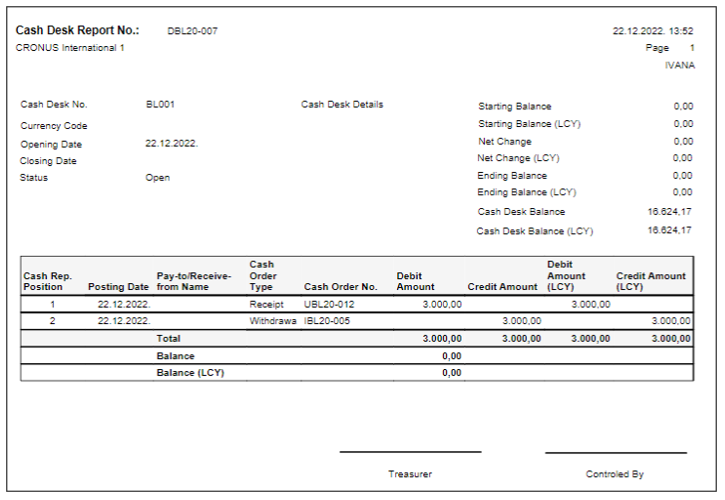 Cash Desk Report No.: DBL20-007 22.12.2022. 13:52
CRONUS International 1 Page 1
IVANA
Cash Desk No. BL001 Cash Desk Details Starting Balance 0,00
Currency Code Starting Balance (LCY) 0,00
Opening Date 22.12.2022. Net Change 0,00
Closing Date Net Change (LCY) 0,00
Status Open Ending Balance 0,00
Ending Balance (LCY) 0,00
Cash Desk Balance 16.624,17
Cash Desk Balance (LCY) 16.624,17
Cash Rep. Position Posting Date Pay-to/Receive-from Name Cash Order Type Cash Order No. Debit Amount Credit Amount Debit Amount (LCY) Credit Amount (LCY)
1 22.12.2022. Receipt UBL20-012 3.000,00 3.000,00
2 22.12.2022. Withdrawa IBL20-005 3.000,00 3.000,00
Total 3.000,00 3.000,00 3.000,00 3.000,00
Balance 0,00
Balance (LCY) 0,00
Treasurer Controled By